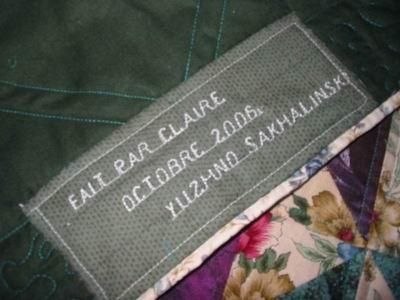 FAIT PAR CLAIRE
OCTOBRE 2006
YUZHNO SAKHALINSK